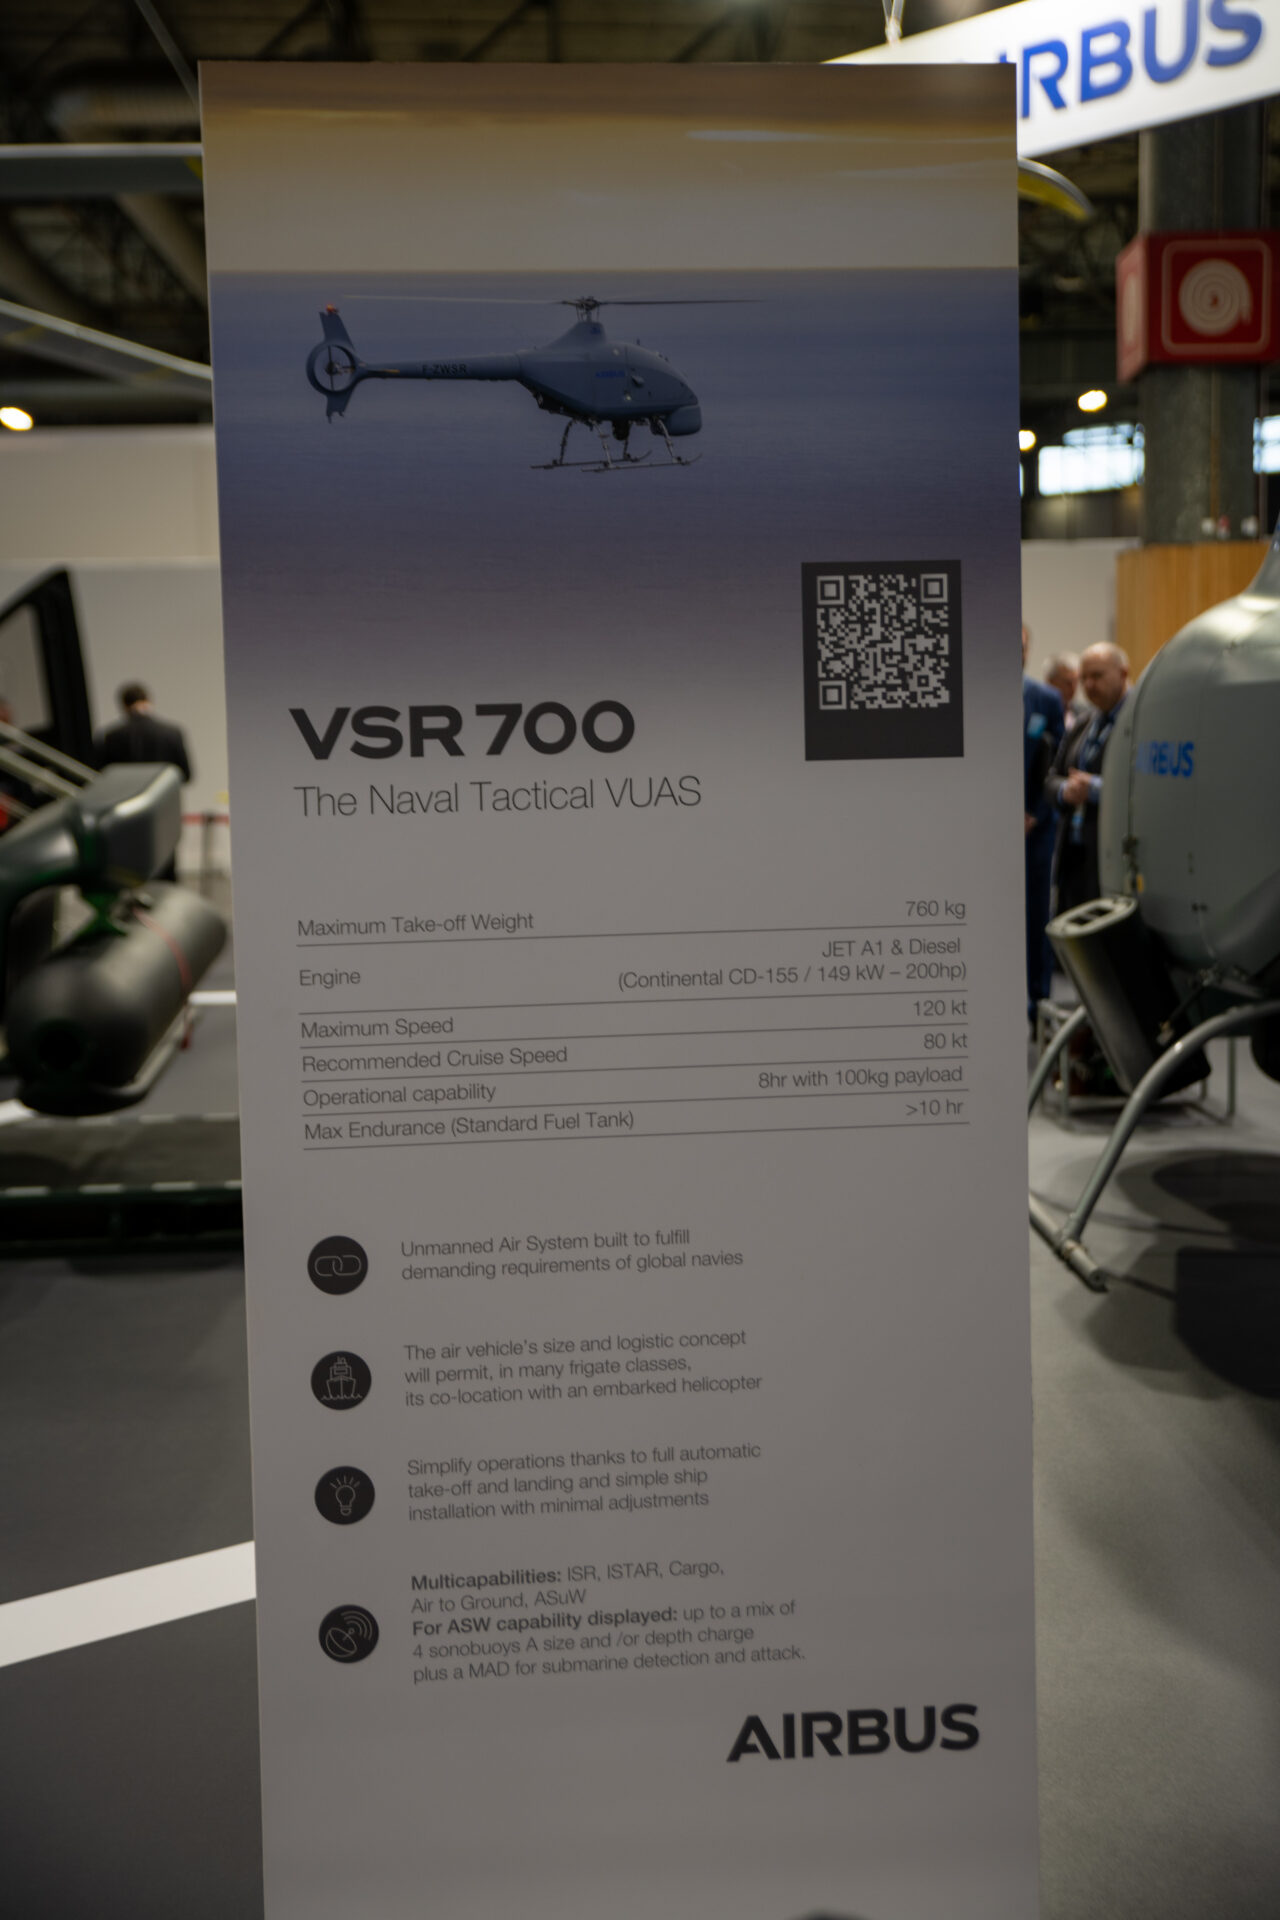 AIRBUS
F-ZWSR
AIRBUS
VSR700
The Naval Tactical VUAS
Maximum Take-off Weight 760 kg
Engine JET A1 & Diesel
(Continental CD-155 / 149 kW – 200hp)
Maximum Speed 120 kt
Recommended Cruise Speed 80 kt
Operational capability 8hr with 100kg payload
Max Endurance (Standard Fuel Tank) >10 hr
Unmanned Air System built to fulfill
demanding requirements of global navies
The air vehicle's size and logistic concept
will permit, in many frigate classes,
its co-location with an embarked helicopter
Simplify operations thanks to full automatic
take-off and landing and simple ship
installation with minimal adjustments
Multicapabilities: ISR, ISTAR, Cargo,
Air to Ground, ASuW
For ASW capability displayed: up to a mix of
4 sonobuoys A size and /or depth charge
plus a MAD for submarine detection and attack.
AIRBUS
AIRBUS